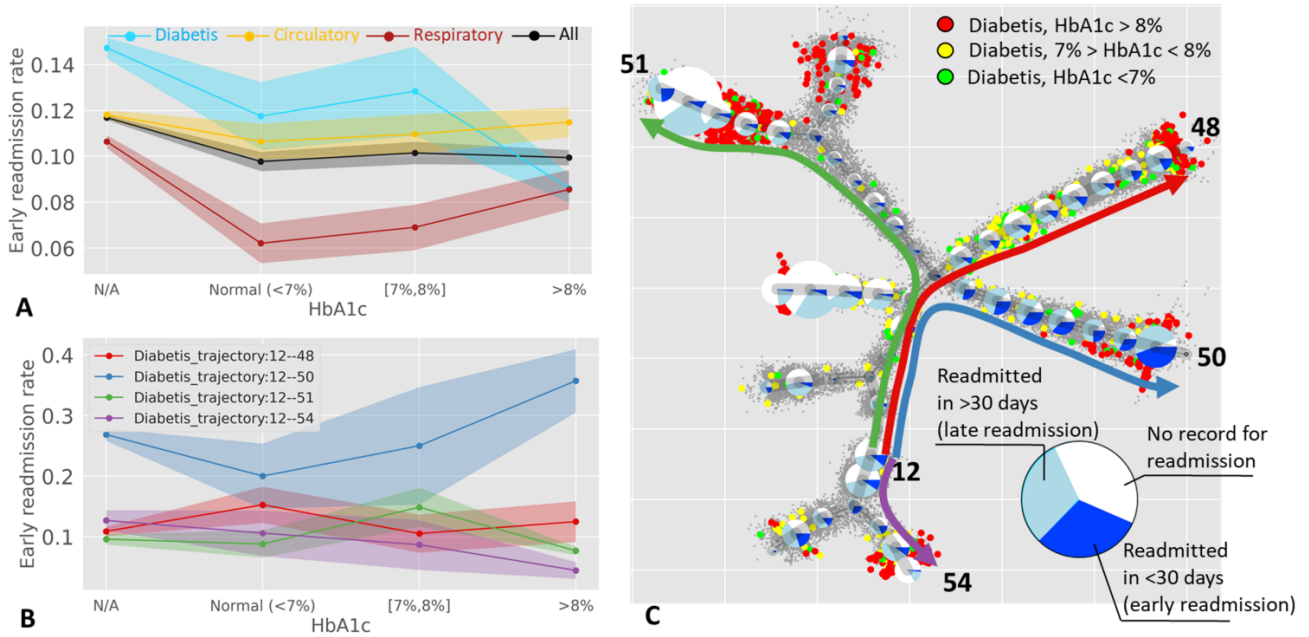 A
Diabetis Circulatory Respiratory All
Early readmission rate
0.14
0.12
0.10
0.08
0.06
N/A Normal (<7%) [7%,8%] >8%
HbA1c
B
Diabetis_trajectory:12--48
Diabetis_trajectory:12--50
Diabetis_trajectory:12--51
Diabetis_trajectory:12--54
Early readmission rate
0.4
0.3
0.2
0.1
N/A Normal (<7%) [7%,8%] >8%
HbA1c
C
Diabetis, HbA1c > 8%
Diabetis, 7% > HbA1c < 8%
Diabetis, HbA1c <7%
51
48
50
12
54
Readmitted
in >30 days
(late readmission)
No record for
readmission
Readmitted
in <30 days
(early readmission)